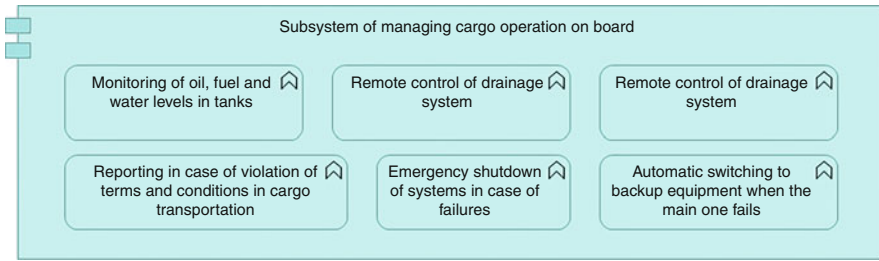 Subsystem of managing cargo operation on board
Monitoring of oil, fuel and
water levels in tanks
Remote control of drainage
system
Remote control of drainage
system
Reporting in case of violation of
terms and conditions in cargo
transportation
Emergency shutdown
of systems in case of
failures
Automatic switching to
backup equipment when the
main one fails